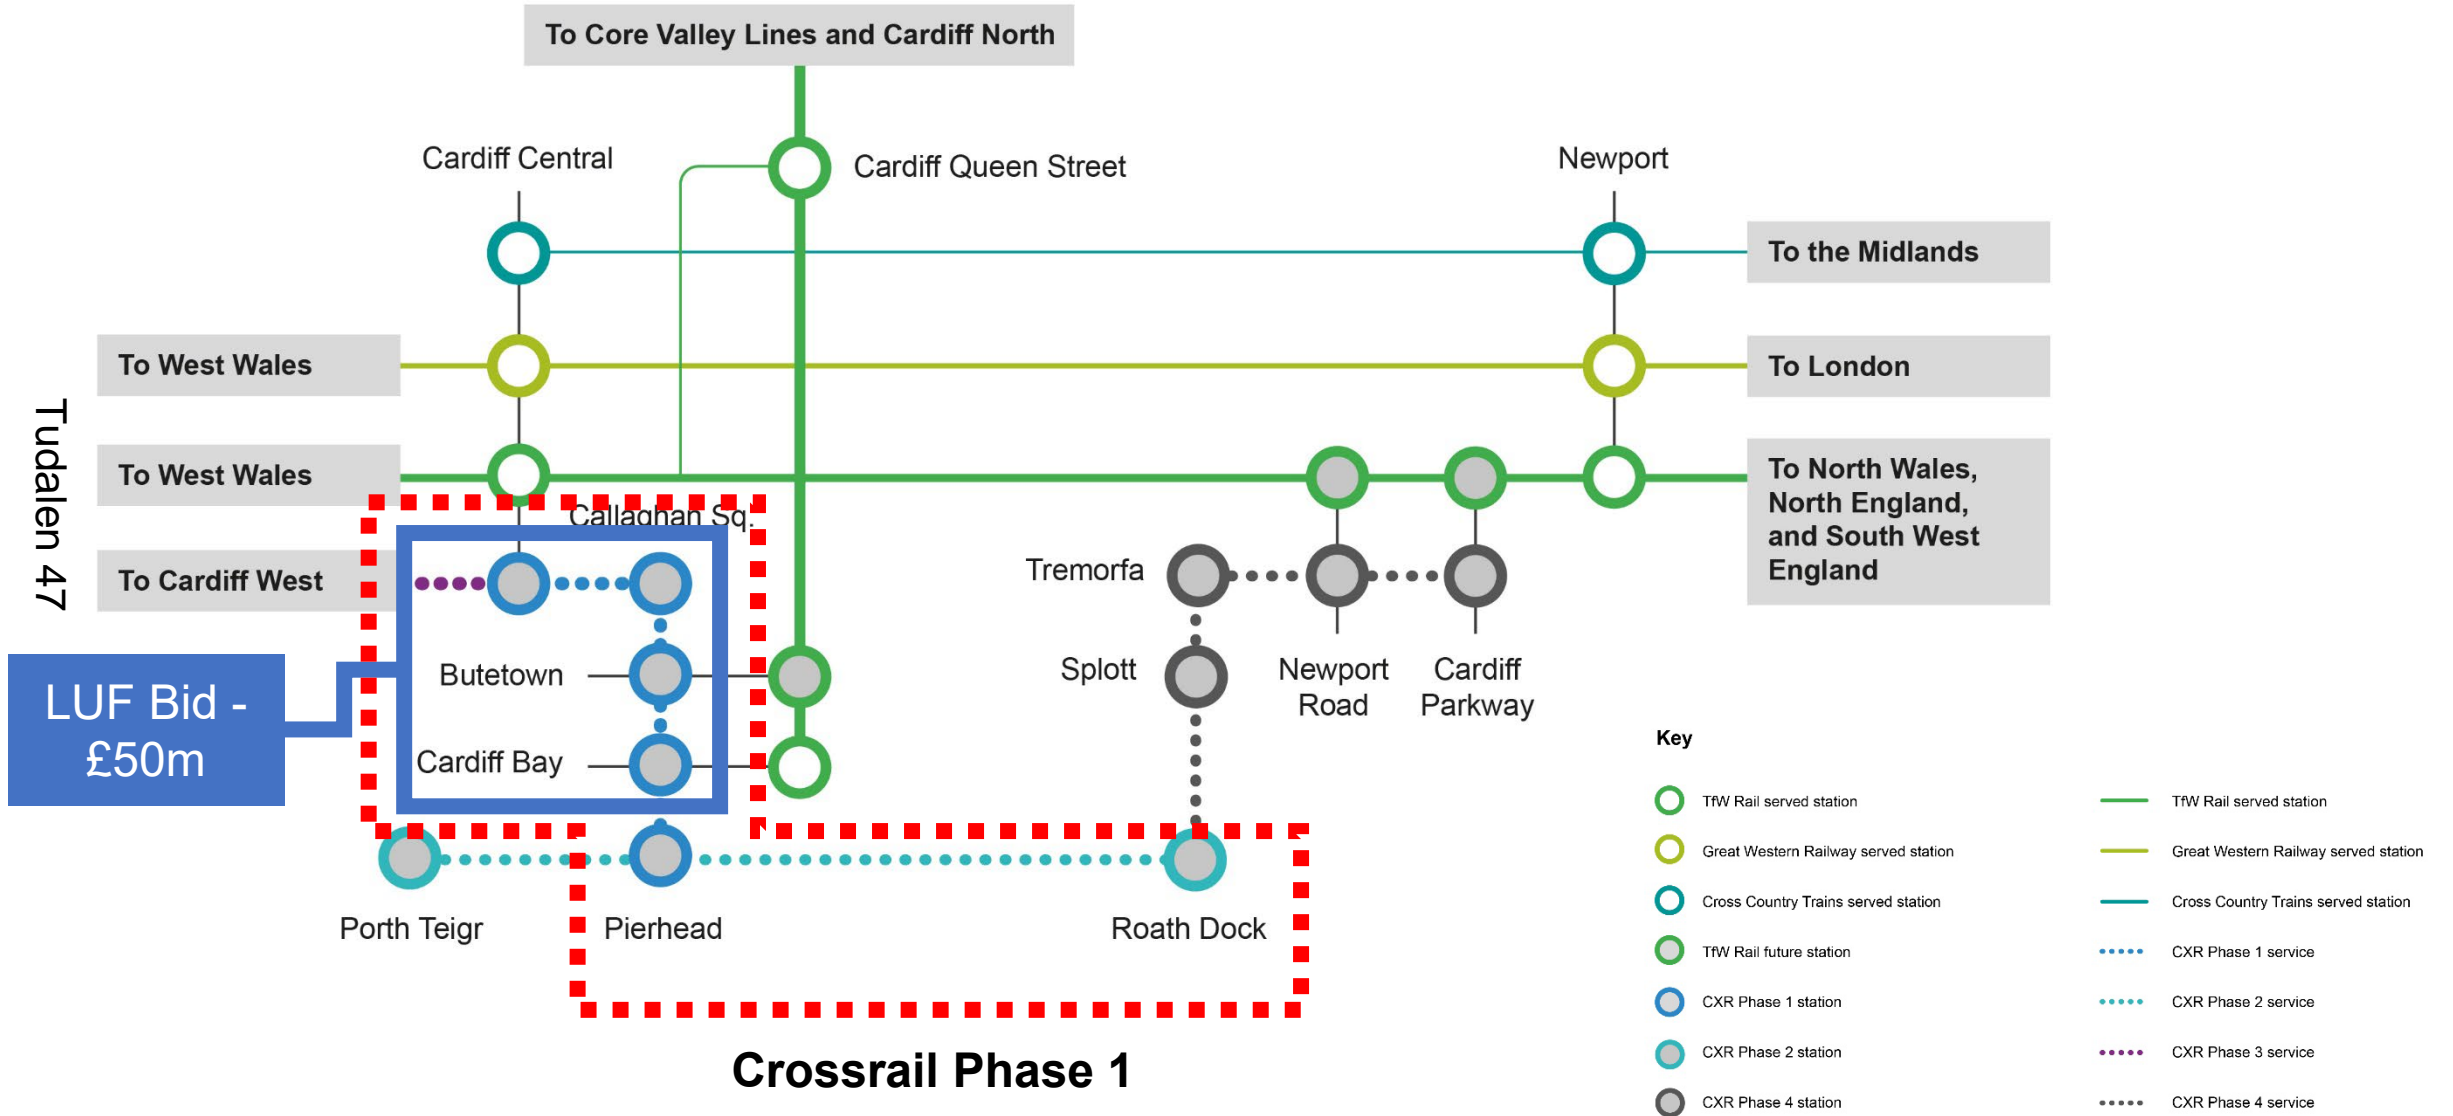 To Core Valley Lines and Cardiff North
Cardiff Central
Cardiff Queen Street
Newport
To the Midlands
To West Wales
To London
To West Wales
To North Wales,
North England,
and South West
England
Callaghan Sq.
To Cardiff West
Tremorfa
Butetown
Splott
Newport
Road
Cardiff
Parkway
Cardiff Bay
Tudalen 47
LUF Bid -
£50m
Porth Teigr
Pierhead
Roath Dock
Crossrail Phase 1
Key
TfW Rail served station
Great Western Railway served station
Cross Country Trains served station
TfW Rail future station
CXR Phase 1 station
CXR Phase 2 station
CXR Phase 4 station
TfW Rail served station
Great Western Railway served station
Cross Country Trains served station
CXR Phase 1 service
CXR Phase 2 service
CXR Phase 3 service
CXR Phase 4 service